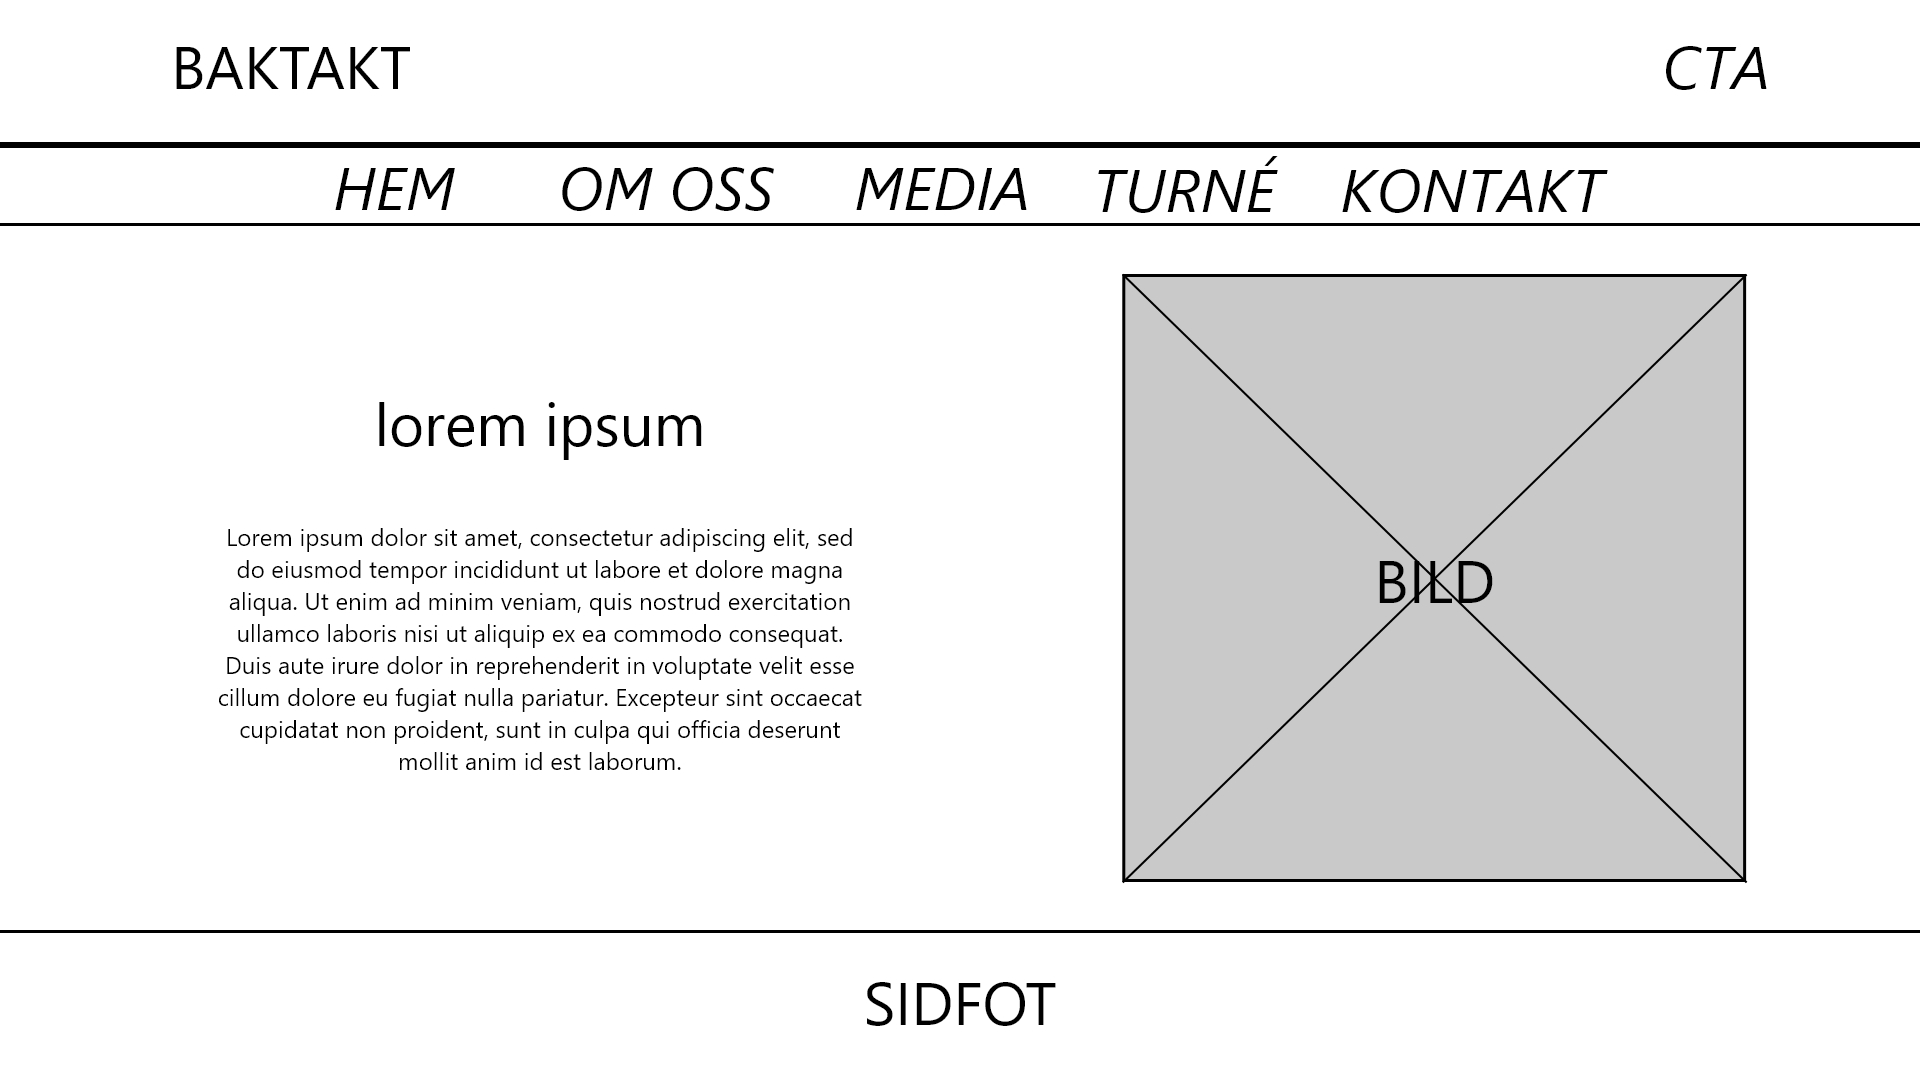 BAKTAKT
CTA
HEM OM OSS MEDIA TURNÉ KONTAKT
lorem ipsum
Lorem ipsum dolor sit amet, consectetur adipiscing elit, sed
do eiusmod tempor incididunt ut labore et dolore magna
aliqua. Ut enim ad minim veniam, quis nostrud exercitation
ullamco laboris nisi ut aliquip ex ea commodo consequat.
Duis aute irure dolor in reprehenderit in voluptate velit esse
cillum dolore eu fugiat nulla pariatur. Excepteur sint occaecat
cupidatat non proident, sunt in culpa qui officia deserunt
mollit anim id est laborum.
BILD
SIDFOT